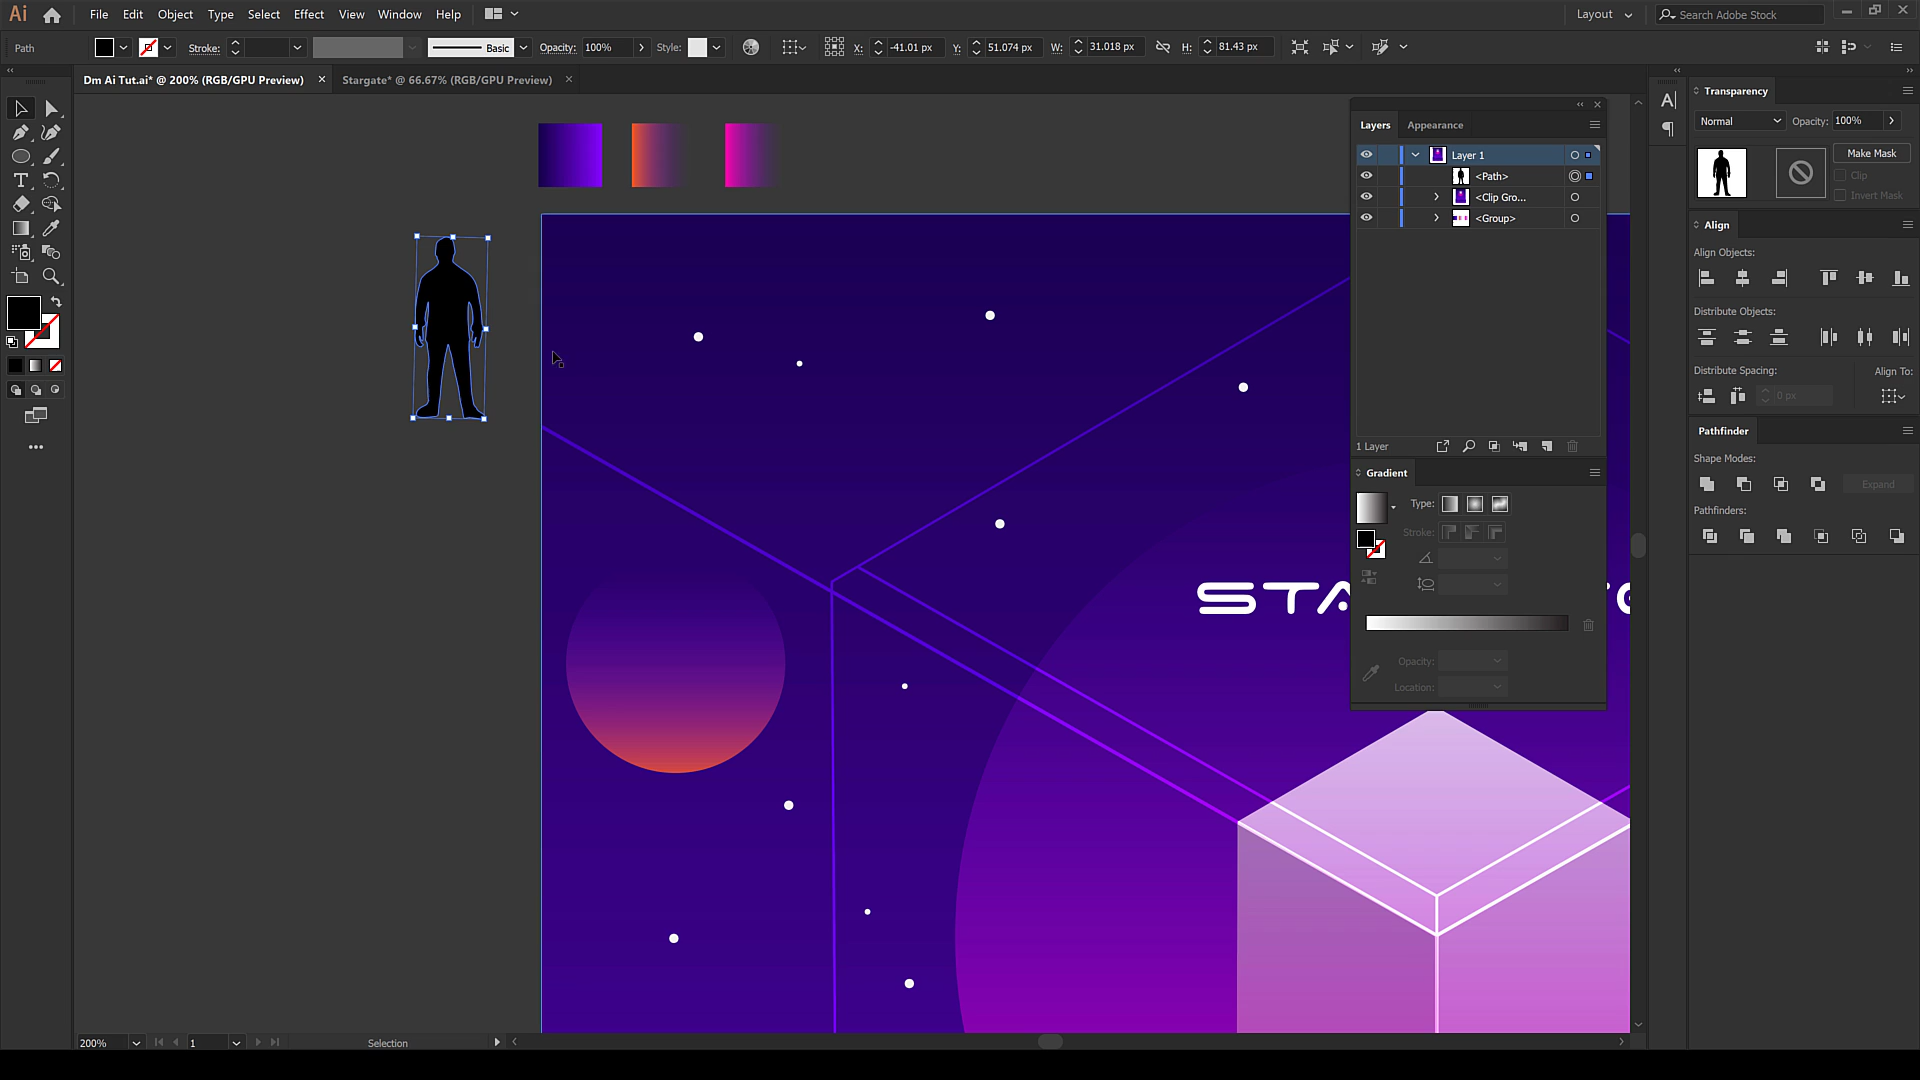 Ai File Edit Object Type Select Effect View Window Help Layout Search Adobe Stock
Path Stroke: Basic Opacity: 100% Style: X: -41.01 px Y: 51.074 px W: 31.018 px H: 81.43 px
Dm Ai Tut.ai* @ 200% (RGB/GPU Preview) Stargate* @ 66.67% (RGB/GPU Preview)
Layers Appearance
Layer 1
<Path>
<Clip Gro...
<Group>
1 Layer
Gradient
Type:
Stroke:
Opacity:
Location:
STA
Transparency
Normal Opacity: 100%
Make Mask
Clip
Invert Mask
Align
Align Objects:
Distribute Objects:
Distribute Spacing: Align To:
0 px
Pathfinder
Shape Modes:
Expand
Pathfinders:
200% 1 Selection